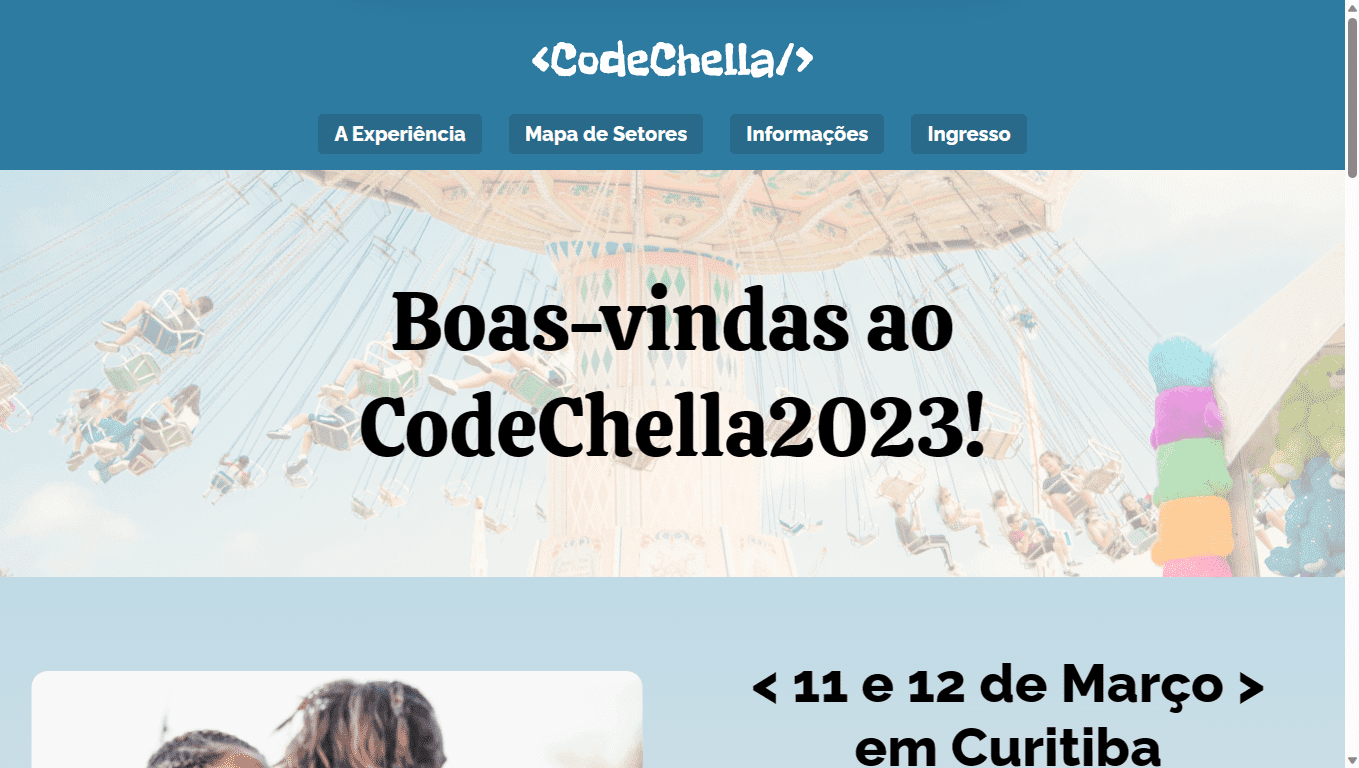 <CodeChella/>
A Experiência
Mapa de Setores
Informações
Ingresso
Boas-vindas ao
CodeChella2023!
< 11 e 12 de Março >
em Curitiba